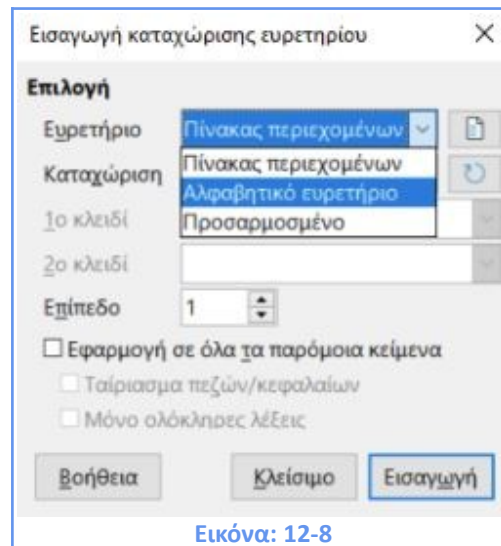 Εισαγωγή καταχώρισης ευρετηρίου
Επιλογή
Ευρετήριο Πίνακας περιεχομένων
Πίνακας περιεχομένων
Καταχώριση
Αλφαβητικό ευρετήριο
1ο κλειδί Προσαρμοσμένο
2ο κλειδί
Επίπεδο 1
Εφαρμογή σε όλα τα παρόμοια κείμενα
Ταίριασμα πεζών/κεφαλαίων
Μόνο ολόκληρες λέξεις
Βοήθεια Κλείσιμο Εισαγωγή
Εικόνα: 12-8